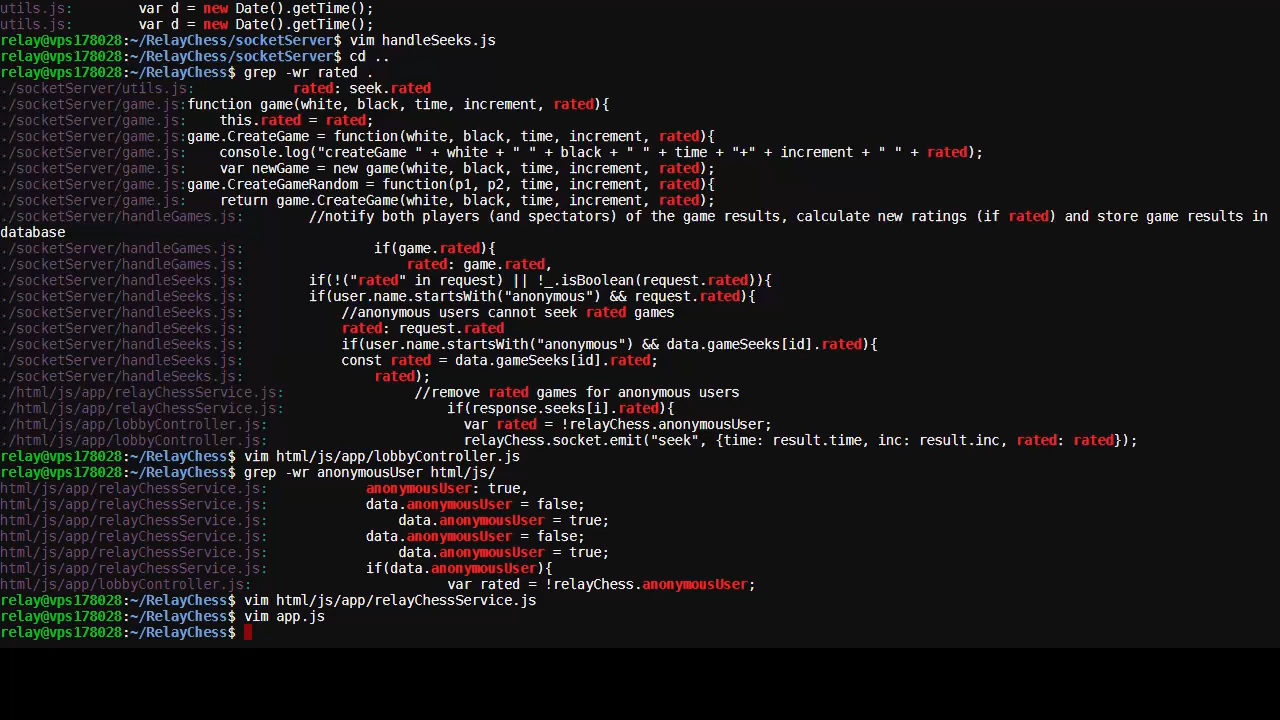 utils.js:        var d = new Date().getTime();
utils.js:        var d = new Date().getTime();
relay@vps178028:~/RelayChess/socketServer$ vim handleSeeks.js
relay@vps178028:~/RelayChess/socketServer$ cd ..
relay@vps178028:~/RelayChess$ grep -wr rated .
./socketServer/utils.js:            rated: seek.rated
./socketServer/game.js:function game(white, black, time, increment, rated){
./socketServer/game.js:    this.rated = rated;
./socketServer/game.js:game.CreateGame = function(white, black, time, increment, rated){
./socketServer/game.js:    console.log("createGame " + white + " " + black + " " + time + "+" + increment + " " + rated);
./socketServer/game.js:    var newGame = new game(white, black, time, increment, rated);
./socketServer/game.js:game.CreateGameRandom = function(p1, p2, time, increment, rated){
./socketServer/game.js:    return game.CreateGame(white, black, time, increment, rated);
./socketServer/handleGames.js:        //notify both players (and spectators) of the game results, calculate new ratings (if rated) and store game results in
database
./socketServer/handleGames.js:                if(game.rated){
./socketServer/handleGames.js:                    rated: game.rated,
./socketServer/handleSeeks.js:        if(!("rated" in request) || !_.isBoolean(request.rated)){
./socketServer/handleSeeks.js:        if(user.name.startsWith("anonymous") && request.rated){
./socketServer/handleSeeks.js:            //anonymous users cannot seek rated games
./socketServer/handleSeeks.js:            rated: request.rated
./socketServer/handleSeeks.js:            if(user.name.startsWith("anonymous") && data.gameSeeks[id].rated){
./socketServer/handleSeeks.js:            const rated = data.gameSeeks[id].rated;
./socketServer/handleSeeks.js:                rated);
./html/js/app/relayChessService.js:                //remove rated games for anonymous users
./html/js/app/relayChessService.js:                    if(response.seeks[i].rated){
./html/js/app/lobbyController.js:                        var rated = !relayChess.anonymousUser;
./html/js/app/lobbyController.js:                        relayChess.socket.emit("seek", {time: result.time, inc: result.inc, rated: rated});
relay@vps178028:~/RelayChess$ vim html/js/app/lobbyController.js
relay@vps178028:~/RelayChess$ grep -wr anonymousUser html/js/
html/js/app/relayChessService.js:            anonymousUser: true,
html/js/app/relayChessService.js:            data.anonymousUser = false;
html/js/app/relayChessService.js:                data.anonymousUser = true;
html/js/app/relayChessService.js:            data.anonymousUser = false;
html/js/app/relayChessService.js:                data.anonymousUser = true;
html/js/app/relayChessService.js:            if(data.anonymousUser){
html/js/app/lobbyController.js:                        var rated = !relayChess.anonymousUser;
relay@vps178028:~/RelayChess$ vim html/js/app/relayChessService.js
relay@vps178028:~/RelayChess$ vim app.js
relay@vps178028:~/RelayChess$